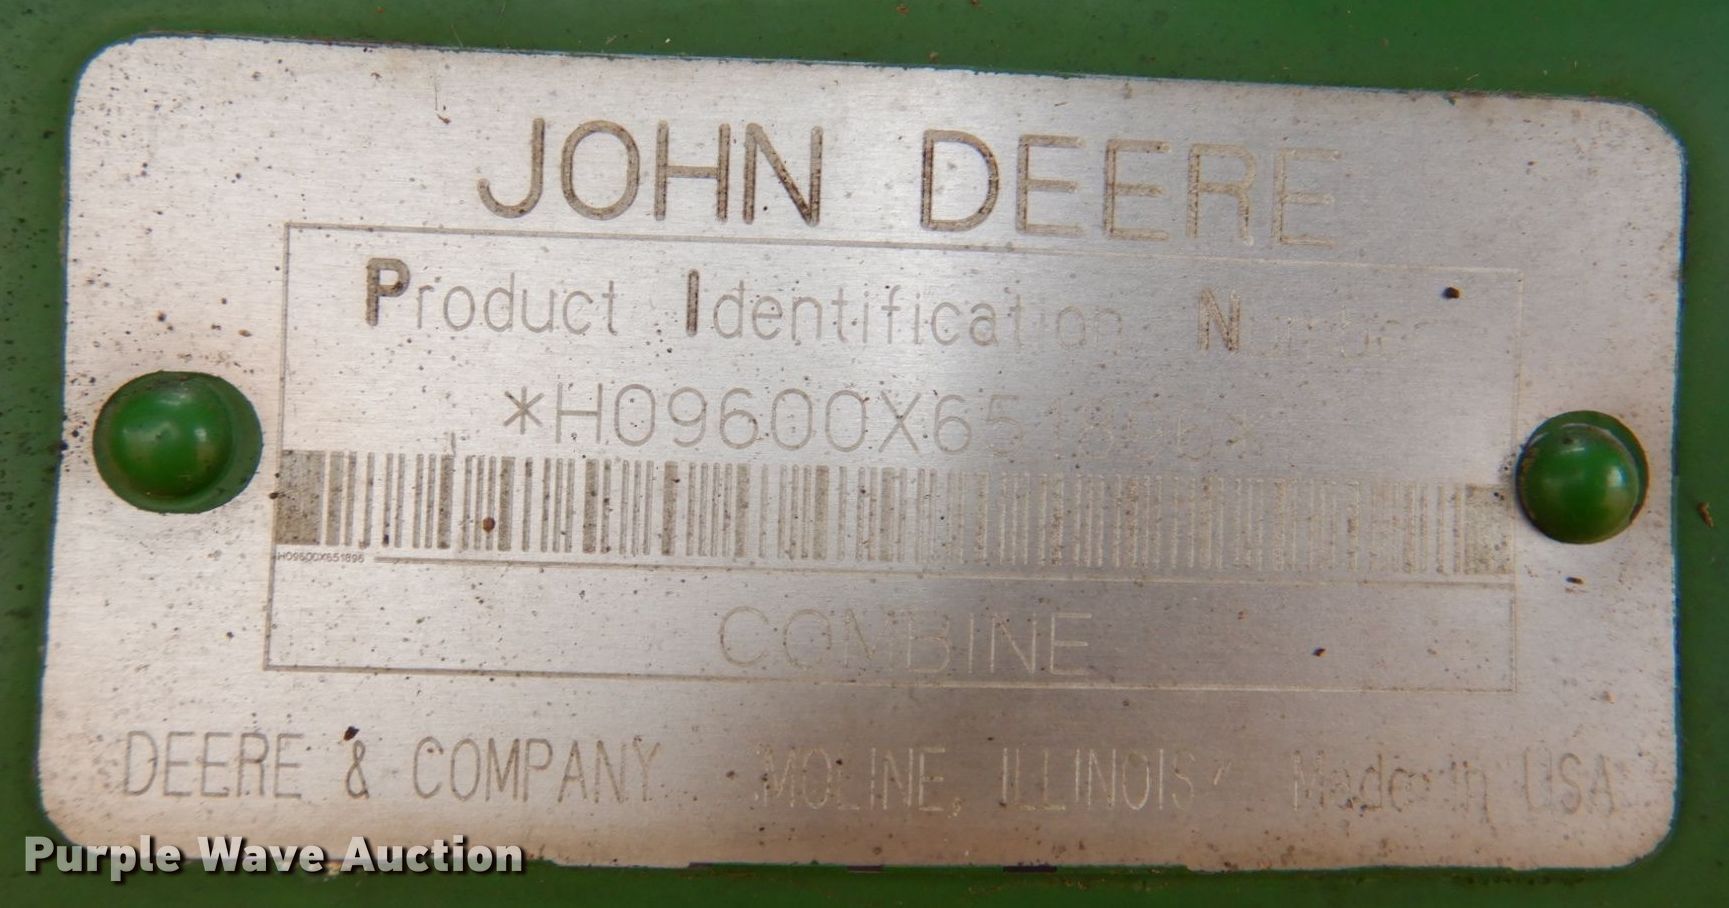 JOHN DEERE
Product Identification Number
*H09600X651896*
H09600X651896
COMBINE
DEERE & COMPANY MOLINE, ILLINOIS Made in USA
Purple Wave Auction